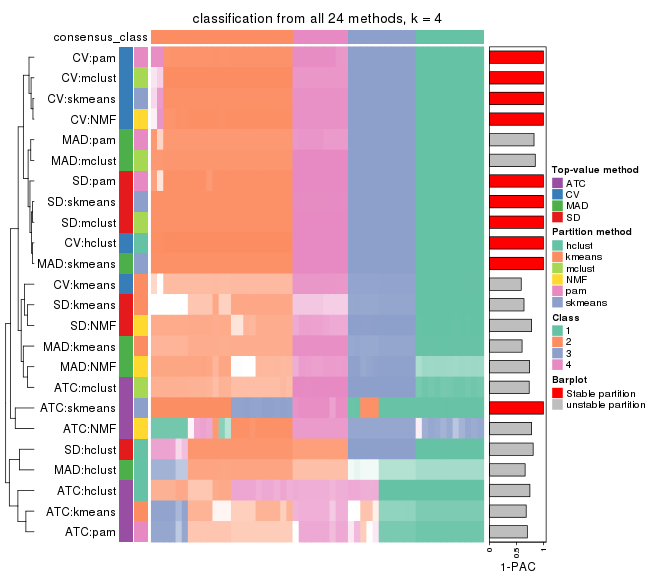 classification from all 24 methods, k = 4
consensus_class
CV:pam
CV:mclust
CV:skmeans
CV:NMF
MAD:pam
MAD:mclust
SD:pam
SD:skmeans
SD:mclust
CV:hclust
MAD:skmeans
CV:kmeans
SD:kmeans
SD:NMF
MAD:kmeans
MAD:NMF
ATC:mclust
ATC:skmeans
ATC:NMF
SD:hclust
MAD:hclust
ATC:hclust
ATC:kmeans
ATC:pam
0
0.5
1
1-PAC
Top-value method
ATC
CV
MAD
SD
Partition method
hclust
kmeans
mclust
NMF
pam
skmeans
Class
1
2
3
4
Barplot
Stable partition
unstable partition